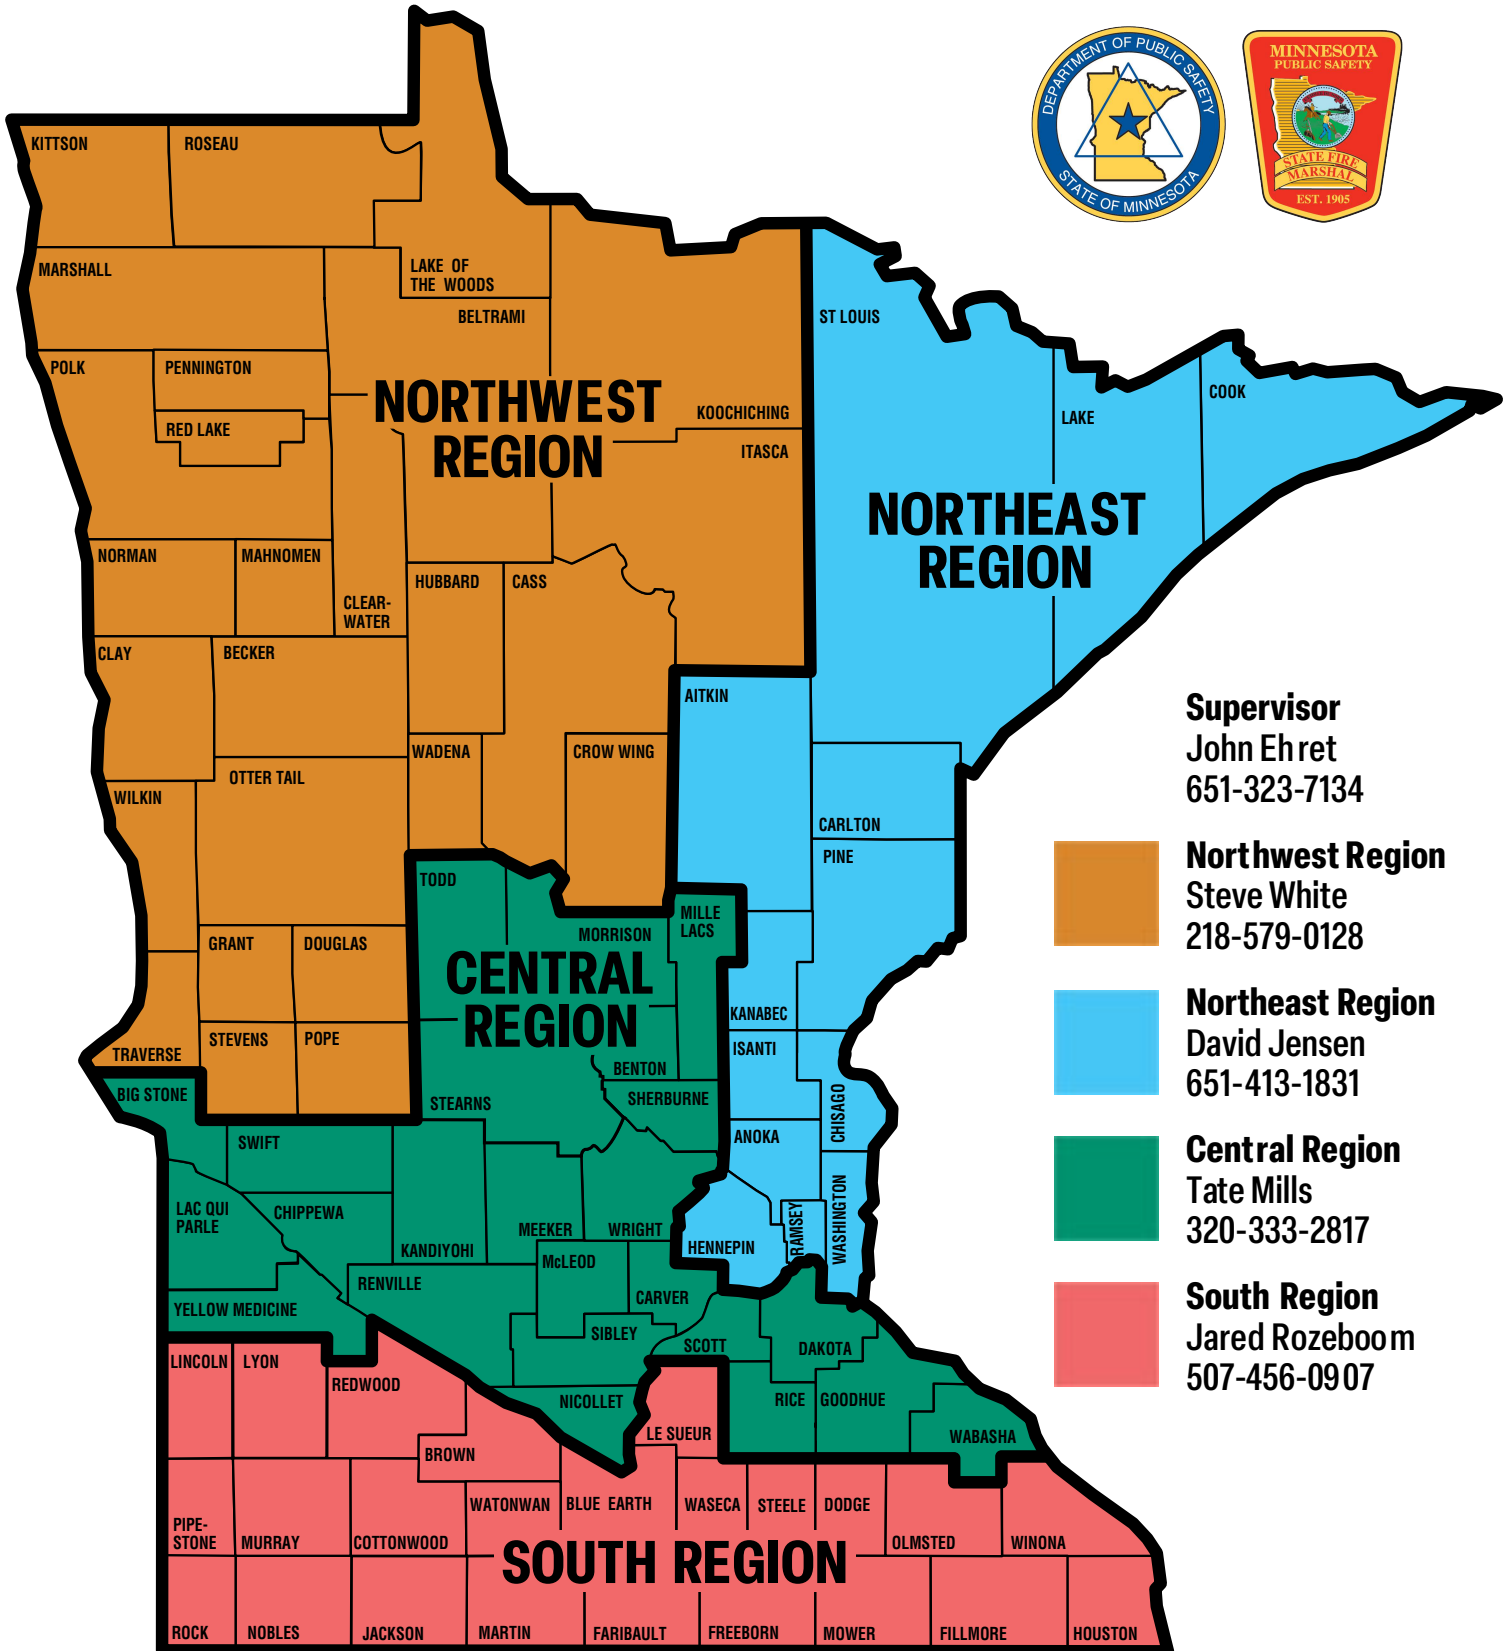 DEPARTMENT OF PUBLIC SAFETY
STATE OF MINNESOTA
MINNESOTA
PUBLIC SAFETY
STATE FIRE
MARSHAL
EST. 1905
KITTSON
ROSEAU
LAKE OF
THE WOODS
MARSHALL
BELTRAMI
ST LOUIS
POLK
PENNINGTON
RED LAKE
NORTHWEST
REGION
KOOCHICHING
ITASCA
LAKE
COOK
NORTHEAST
REGION
NORMAN
MAHNOMEN
CLEAR-
WATER
HUBBARD
CASS
CLAY
BECKER
AITKIN
WADENA
CROW WING
OTTER TAIL
WILKIN
CARLTON
PINE
TODD
MORRISON
MILLE
LACS
GRANT
DOUGLAS
CENTRAL
REGION
KANABEC
TRAVERSE
STEVENS
POPE
ISANTI
BENTON
BIG STONE
STEARNS
SHERBURNE
CHISAGO
SWIFT
ANOKA
LAC QUI
PARLE
CHIPPEWA
KANDIYOHI
MEEKER
WRIGHT
HENNEPIN
RAMSEY
WASHINGTON
McLEOD
RENVILLE
CARVER
YELLOW MEDICINE
SIBLEY
SCOTT
DAKOTA
LINCOLN
LYON
REDWOOD
NICOLLET
RICE
GOODHUE
LE SUEUR
WABASHA
BROWN
WATONWAN
BLUE EARTH
WASECA
STEELE
DODGE
PIPE-
STONE
MURRAY
COTTONWOOD
OLMSTED
WINONA
SOUTH REGION
ROCK
NOBLES
JACKSON
MARTIN
FARIBAULT
FREEBORN
MOWER
FILLMORE
HOUSTON
Supervisor
John Ehret
651-323-7134
Northwest Region
Steve White
218-579-0128
Northeast Region
David Jensen
651-413-1831
Central Region
Tate Mills
320-333-2817
South Region
Jared Rozeboom
507-456-0907